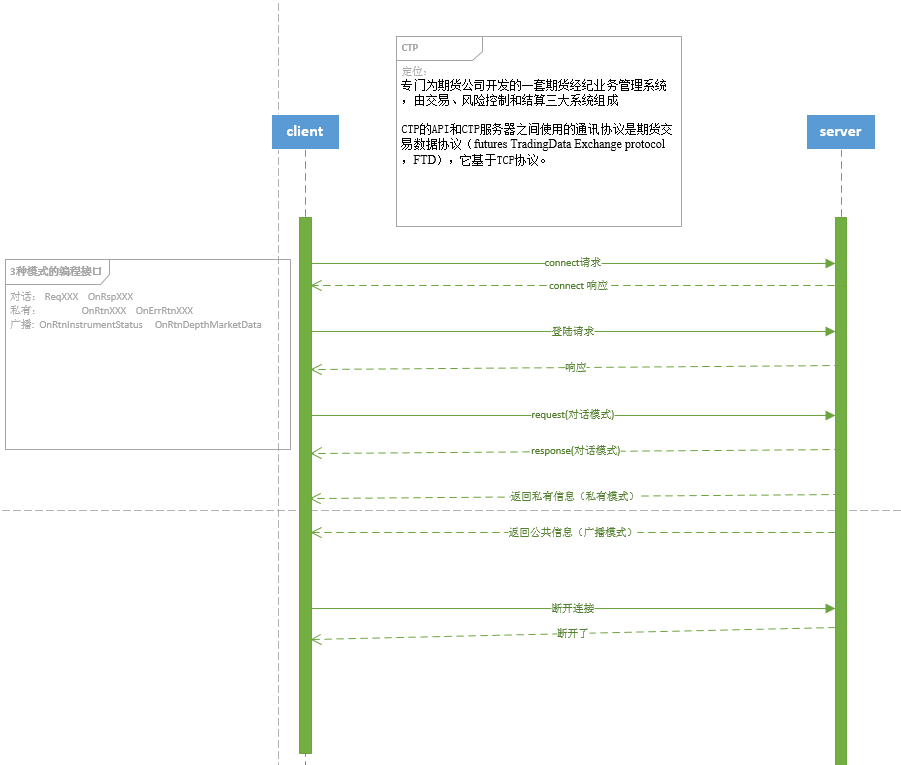 CTP
定位：
专门为期货公司开发的一套期货经纪业务管理系统
，由交易、风险控制和结算三大系统组成
CTP的API和CTP服务器之间使用的通讯协议是期货交
易数据协议（futures TradingData Exchange protocol
，FTD），它基于TCP协议。
client
server
3种模式的编程接口
对话： ReqXXX OnRspXXX
私有： OnRtnXXX OnErrRtnXXX
广播: OnRtnInstrumentStatus OnRtnDepthMarketData
connect请求
connect 响应
登陆请求
响应
request(对话模式)
response(对话模式)
返回私有信息（私有模式）
返回公共信息（广播模式）
断开连接
断开了